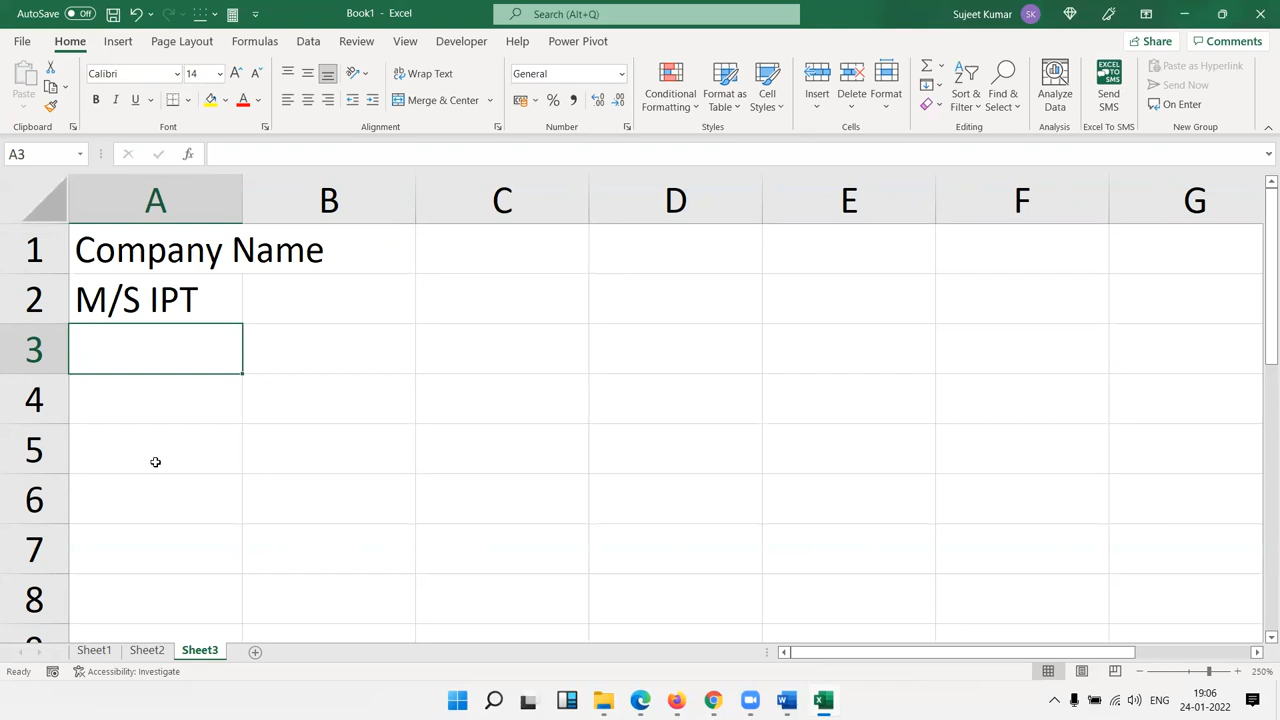 AutoSave Off Book1 - Excel Search (Alt+Q) Sujeet Kumar SK
File Home Insert Page Layout Formulas Data Review View Developer Help Power Pivot Share Comments
Calibri 14 Wrap Text General Paste as Hyperlink
Paste B I U A Merge & Center % Conditional Formatting Format as Table Cell Styles Insert Delete Format Sort & Filter Find & Select Analyze Data Send SMS Send Now
On Enter
Clipboard Font Alignment Number Styles Cells Editing Analysis Excel To SMS New Group
A3 fx
A B C D E F G
1 Company Name
2 M/S IPT
3
4
5
6
7
8
Sheet1 Sheet2 Sheet3
Ready Accessibility: Investigate 250%
ENG 19:06
24-01-2022